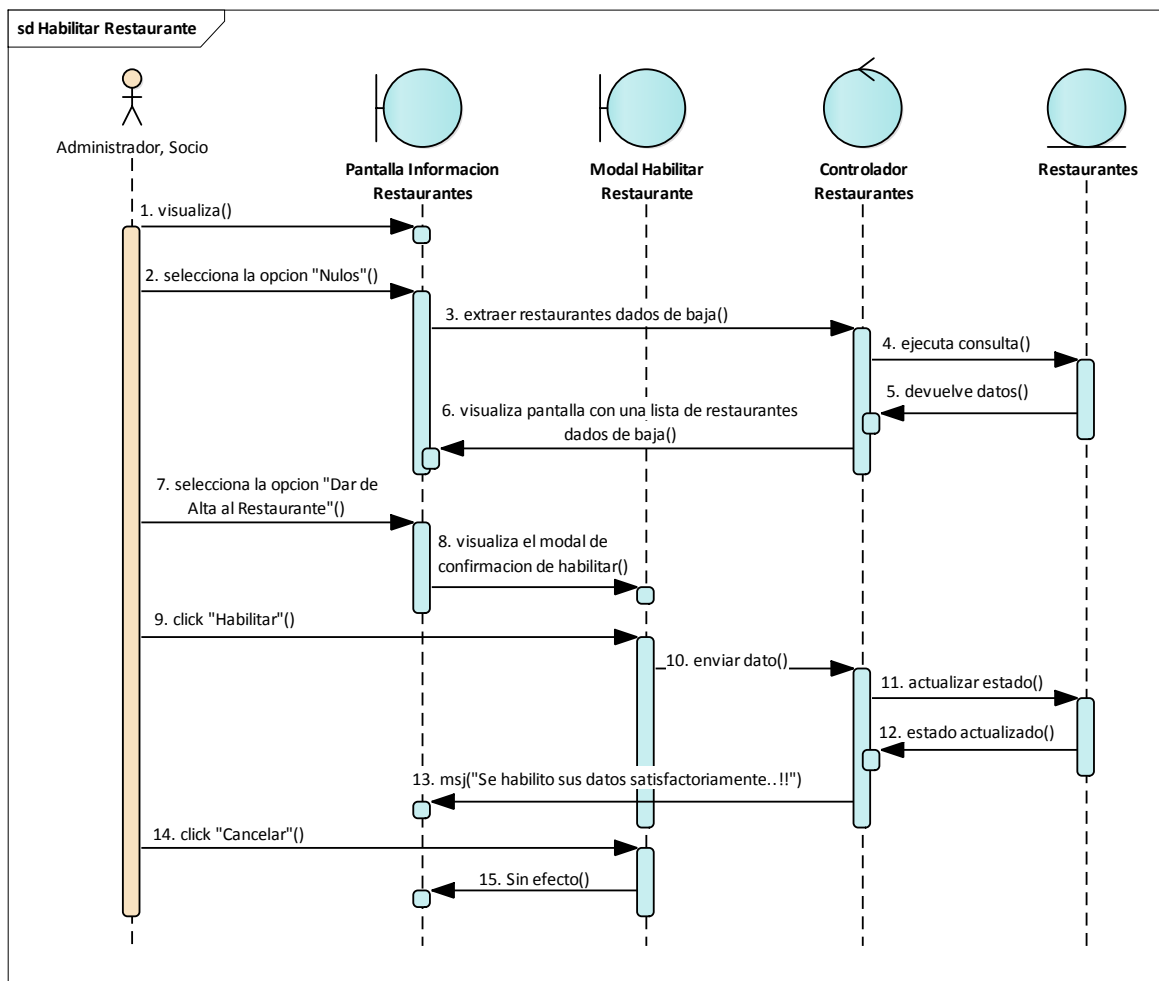 sd Habilitar Restaurante
Administrador, Socio
Pantalla Informacion
Restaurantes
Modal Habilitar
Restaurante
Controlador
Restaurantes
Restaurantes
1. visualiza()
2. selecciona la opcion "Nulos"()
3. extraer restaurantes dados de baja()
4. ejecuta consulta()
5. devuelve datos()
6. visualiza pantalla con una lista de restaurantes
dados de baja()
7. selecciona la opcion "Dar de
Alta al Restaurante"()
8. visualiza el modal de
confirmacion de habilitar()
9. click "Habilitar"()
10. enviar dato()
11. actualizar estado()
12. estado actualizado()
13. msj("Se habilito sus datos satisfactoriamente..!!")
14. click "Cancelar"()
15. Sin efecto()